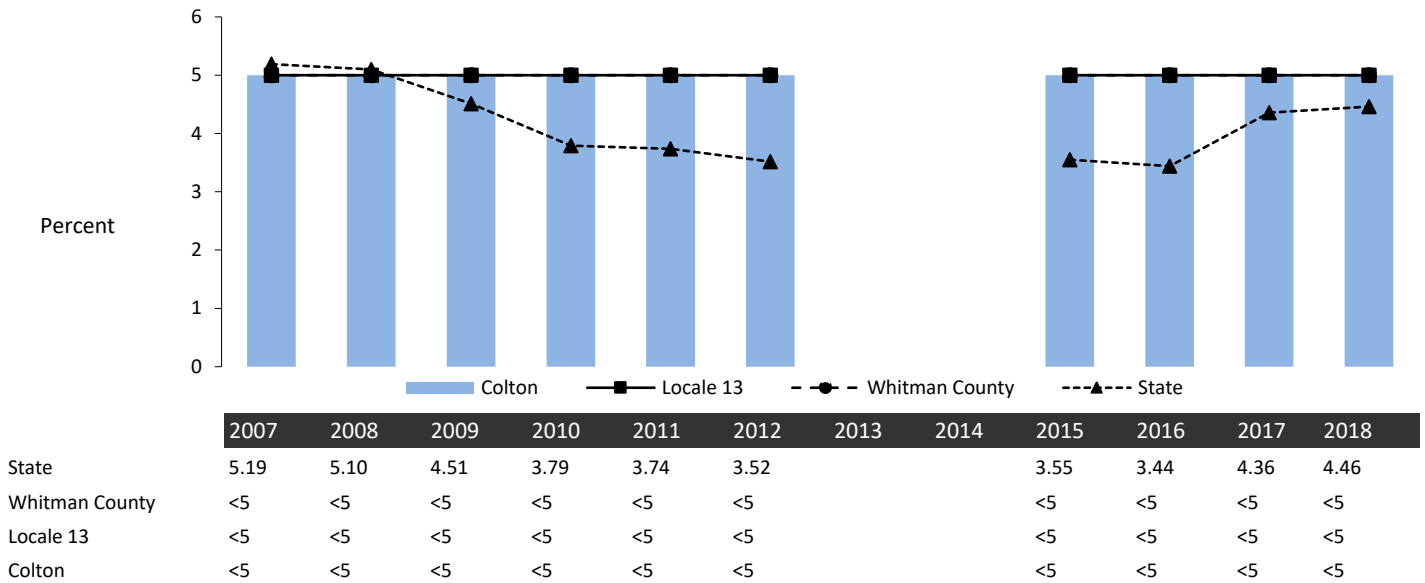 6
5
4
3
2
1
0
Percent
Colton Locale 13 Whitman County State
2007 2008 2009 2010 2011 2012 2013 2014 2015 2016 2017 2018
State 5.19 5.10 4.51 3.79 3.74 3.52 3.55 3.44 4.36 4.46
Whitman County <5 <5 <5 <5 <5 <5 <5 <5 <5 <5
Locale 13 <5 <5 <5 <5 <5 <5 <5 <5 <5 <5
Colton <5 <5 <5 <5 <5 <5 <5 <5 <5 <5